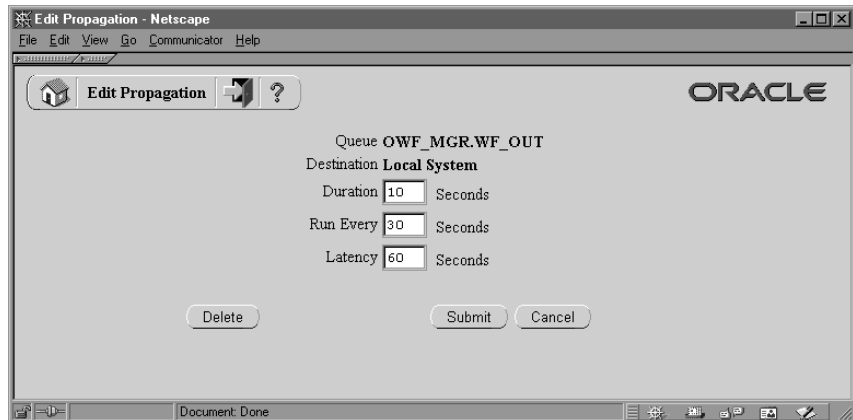 Edit Propagation - Netscape
File Edit View Go Communicator Help
Edit Propagation ? ORACLE
Queue OWF_MGR.WF_OUT
Destination Local System
Duration 10 Seconds
Run Every 30 Seconds
Latency 60 Seconds
Delete Submit Cancel
Document: Done